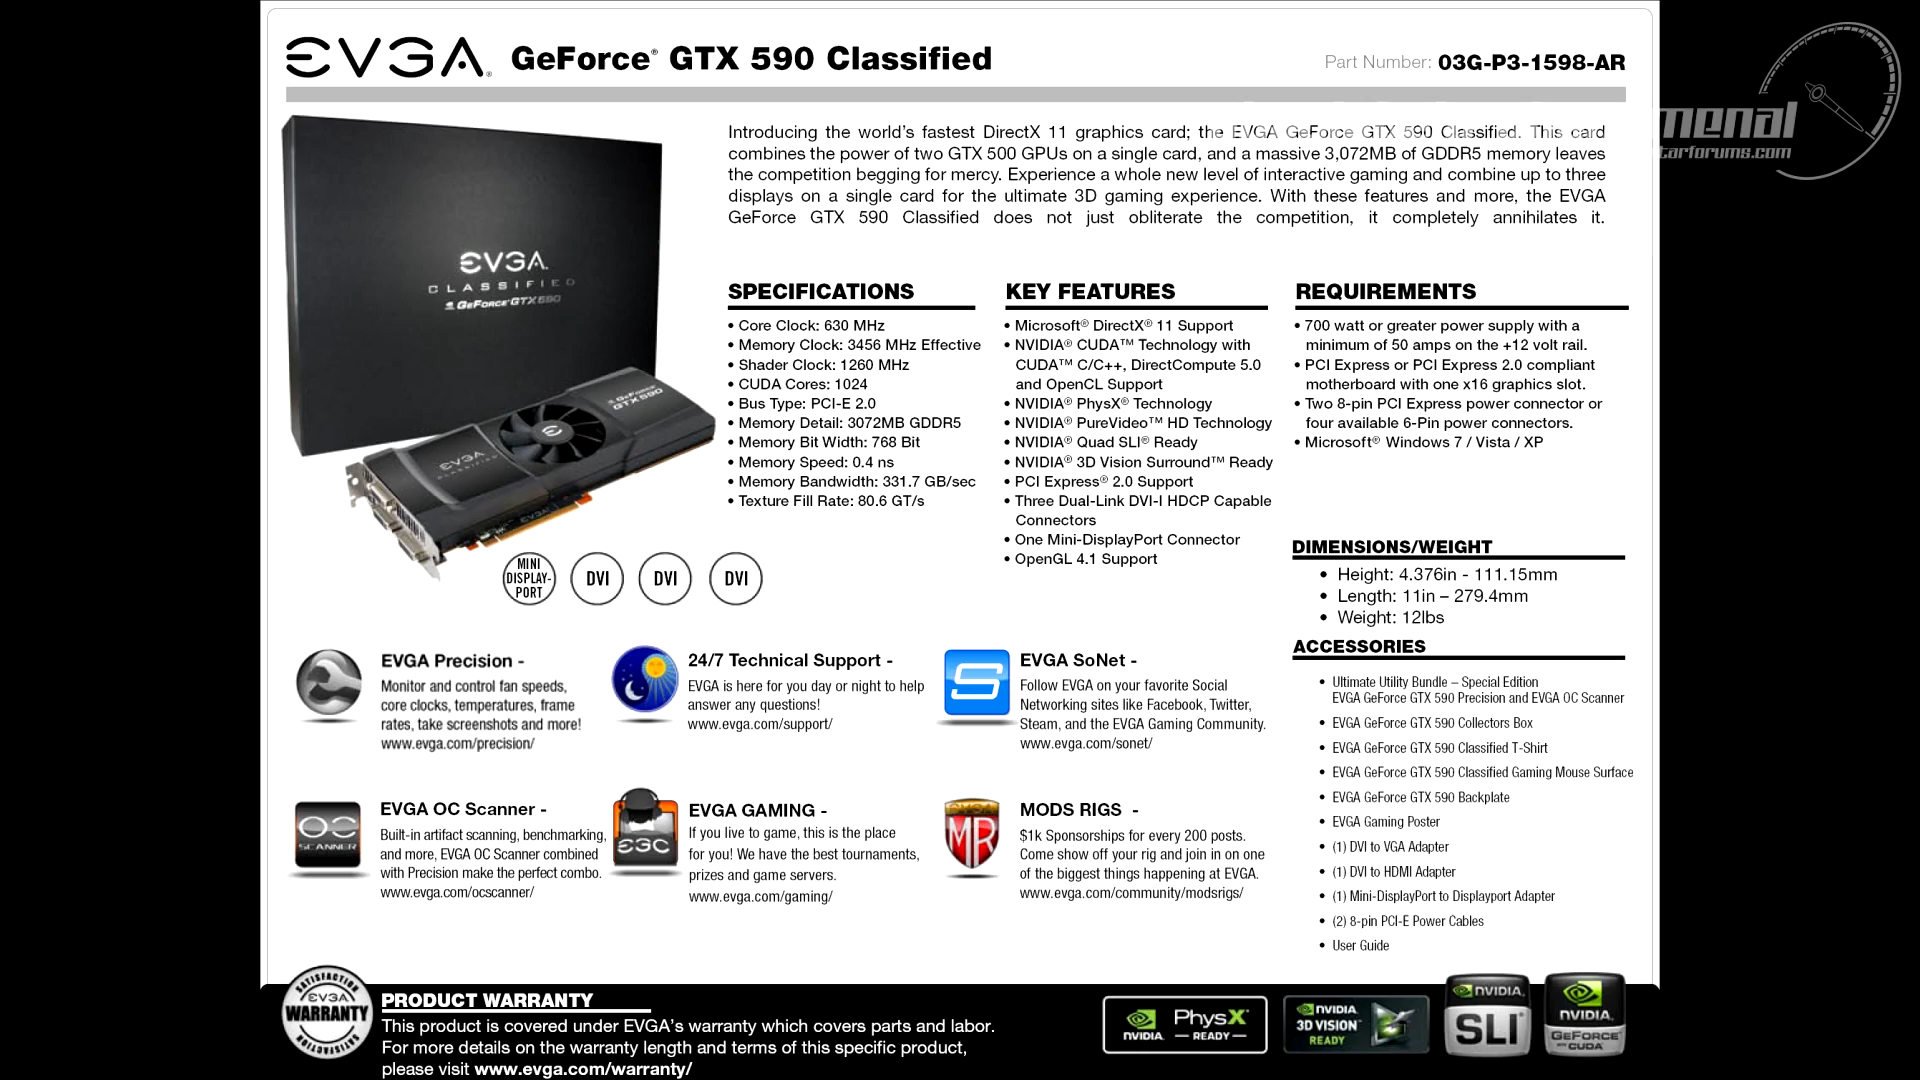 EVGA® GeForce® GTX 590 Classified
Part Number: 03G-P3-1598-AR
menal
tarforums.com
Introducing the world's fastest DirectX 11 graphics card; the EVGA GeForce GTX 590 Classified. This card
combines the power of two GTX 500 GPUs on a single card, and a massive 3,072MB of GDDR5 memory leaves
the competition begging for mercy. Experience a whole new level of interactive gaming and combine up to three
displays on a single card for the ultimate 3D gaming experience. With these features and more, the EVGA
GeForce GTX 590 Classified does not just obliterate the competition, it completely annihilates it.
EVGA.
CLASSIFIED
GEFORCE GTX 590
GEFORCE
GTX 590
EVGA
CLASSIFIED
MINI
DISPLAY-
PORT
DVI
DVI
DVI
SPECIFICATIONS
• Core Clock: 630 MHz
• Memory Clock: 3456 MHz Effective
• Shader Clock: 1260 MHz
• CUDA Cores: 1024
• Bus Type: PCI-E 2.0
• Memory Detail: 3072MB GDDR5
• Memory Bit Width: 768 Bit
• Memory Speed: 0.4 ns
• Memory Bandwidth: 331.7 GB/sec
• Texture Fill Rate: 80.6 GT/s
KEY FEATURES
• Microsoft® DirectX® 11 Support
• NVIDIA® CUDA™ Technology with
CUDA™ C/C++, DirectCompute 5.0
and OpenCL Support
• NVIDIA® PhysX® Technology
• NVIDIA® PureVideo™ HD Technology
• NVIDIA® Quad SLI® Ready
• NVIDIA® 3D Vision Surround™ Ready
• PCI Express® 2.0 Support
• Three Dual-Link DVI-I HDCP Capable
Connectors
• One Mini-DisplayPort Connector
• OpenGL 4.1 Support
REQUIREMENTS
• 700 watt or greater power supply with a
minimum of 50 amps on the +12 volt rail.
• PCI Express or PCI Express 2.0 compliant
motherboard with one x16 graphics slot.
• Two 8-pin PCI Express power connector or
four available 6-Pin power connectors.
• Microsoft® Windows 7 / Vista / XP
DIMENSIONS/WEIGHT
• Height: 4.376in - 111.15mm
• Length: 11in – 279.4mm
• Weight: 12lbs
ACCESSORIES
• Ultimate Utility Bundle – Special Edition
EVGA GeForce GTX 590 Precision and EVGA OC Scanner
• EVGA GeForce GTX 590 Collectors Box
• EVGA GeForce GTX 590 Classified T-Shirt
• EVGA GeForce GTX 590 Classified Gaming Mouse Surface
• EVGA GeForce GTX 590 Backplate
• EVGA Gaming Poster
• (1) DVI to VGA Adapter
• (1) DVI to HDMI Adapter
• (1) Mini-DisplayPort to Displayport Adapter
• (2) 8-pin PCI-E Power Cables
• User Guide
EVGA Precision -
Monitor and control fan speeds,
core clocks, temperatures, frame
rates, take screenshots and more!
www.evga.com/precision/
24/7 Technical Support -
EVGA is here for you day or night to help
answer any questions!
www.evga.com/support/
S
EVGA SoNet -
Follow EVGA on your favorite Social
Networking sites like Facebook, Twitter,
Steam, and the EVGA Gaming Community.
www.evga.com/sonet/
OC
SCANNER
EVGA OC Scanner -
Built-in artifact scanning, benchmarking,
and more, EVGA OC Scanner combined
with Precision make the perfect combo.
www.evga.com/ocscanner/
EGC
EVGA GAMING -
If you live to game, this is the place
for you! We have the best tournaments,
prizes and game servers.
www.evga.com/gaming/
EVGA
MR
MODS RIGS -
$1k Sponsorships for every 200 posts.
Come show off your rig and join in on one
of the biggest things happening at EVGA.
www.evga.com/community/modsrigs/
SATISFACTION
EVGA
WARRANTY
SATISFACTION
PRODUCT WARRANTY
This product is covered under EVGA's warranty which covers parts and labor.
For more details on the warranty length and terms of this specific product,
please visit www.evga.com/warranty/
NVIDIA.
PhysX
READY
NVIDIA
3D VISION™
READY
NVIDIA.
SLI
NVIDIA.
GEFORCE
WITH CUDA